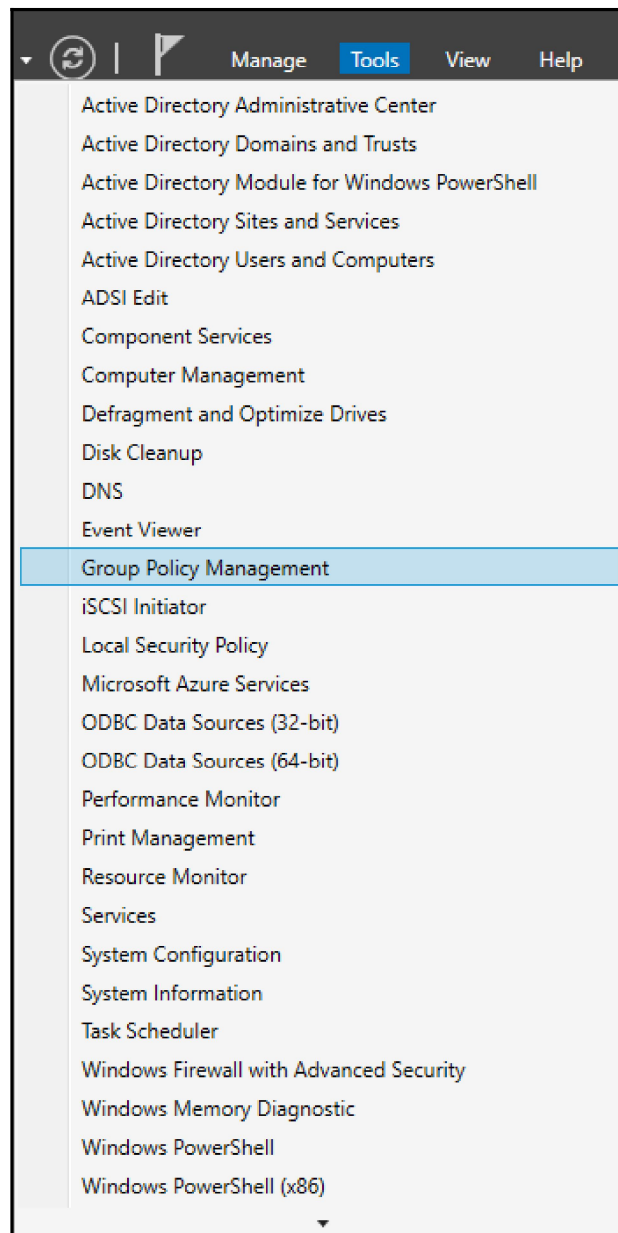 Manage Tools View Help
Active Directory Administrative Center
Active Directory Domains and Trusts
Active Directory Module for Windows PowerShell
Active Directory Sites and Services
Active Directory Users and Computers
ADSI Edit
Component Services
Computer Management
Defragment and Optimize Drives
Disk Cleanup
DNS
Event Viewer
Group Policy Management
iSCSI Initiator
Local Security Policy
Microsoft Azure Services
ODBC Data Sources (32-bit)
ODBC Data Sources (64-bit)
Performance Monitor
Print Management
Resource Monitor
Services
System Configuration
System Information
Task Scheduler
Windows Firewall with Advanced Security
Windows Memory Diagnostic
Windows PowerShell
Windows PowerShell (x86)